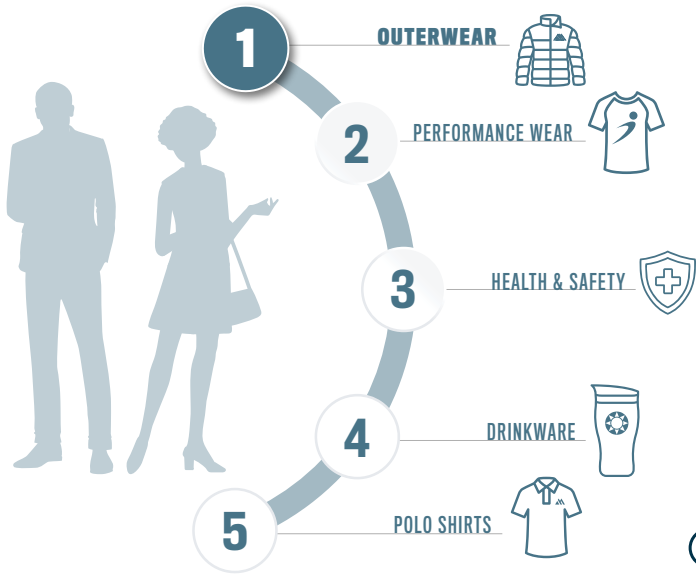 1
OUTERWEAR
2
PERFORMANCE WEAR
3
HEALTH & SAFETY
4
DRINKWARE
5
POLO SHIRTS